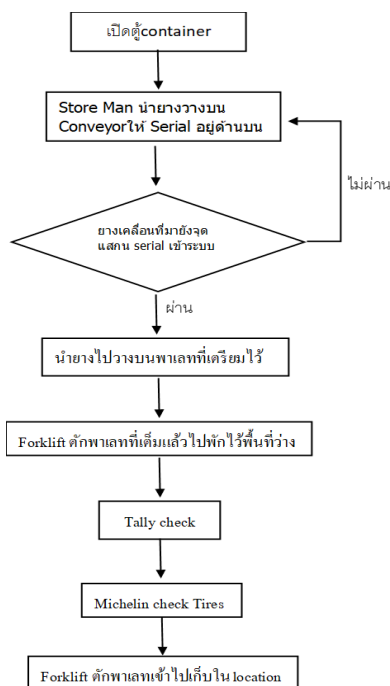 เปิดตู้container
Store Man นำยางวางบน
Conveyorให้ Serial อยู่ด้านบน
ไม่ผ่าน
ยางเคลื่อนที่มายังจุด
แสกน serial เข้าระบบ
ผ่าน
นำยางไปวางบนพาเลทที่เตรียมไว้
Forklift ตักพาเลทที่เต็มแล้วไปพักไว้พื้นที่ว่าง
Tally check
Michelin check Tires
Forklift ตักพาเลทเข้าไปเก็บใน location